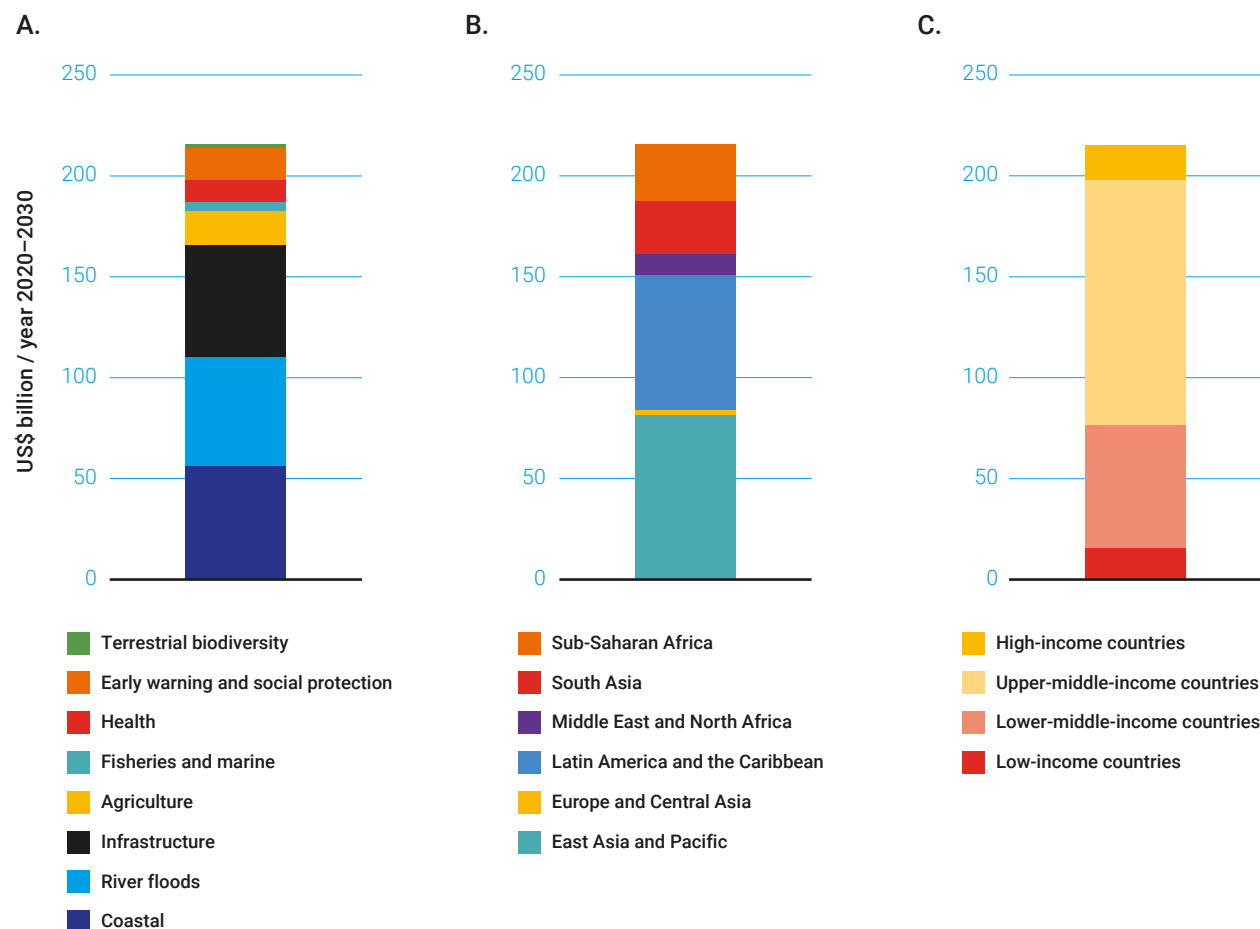 A.
US$ billion / year 2020–2030
250
200
150
100
50
0
Terrestrial biodiversity
Early warning and social protection
Health
Fisheries and marine
Agriculture
Infrastructure
River floods
Coastal
B.
250
200
150
100
50
0
Sub-Saharan Africa
South Asia
Middle East and North Africa
Latin America and the Caribbean
Europe and Central Asia
East Asia and Pacific
C.
250
200
150
100
50
0
High-income countries
Upper-middle-income countries
Lower-middle-income countries
Low-income countries